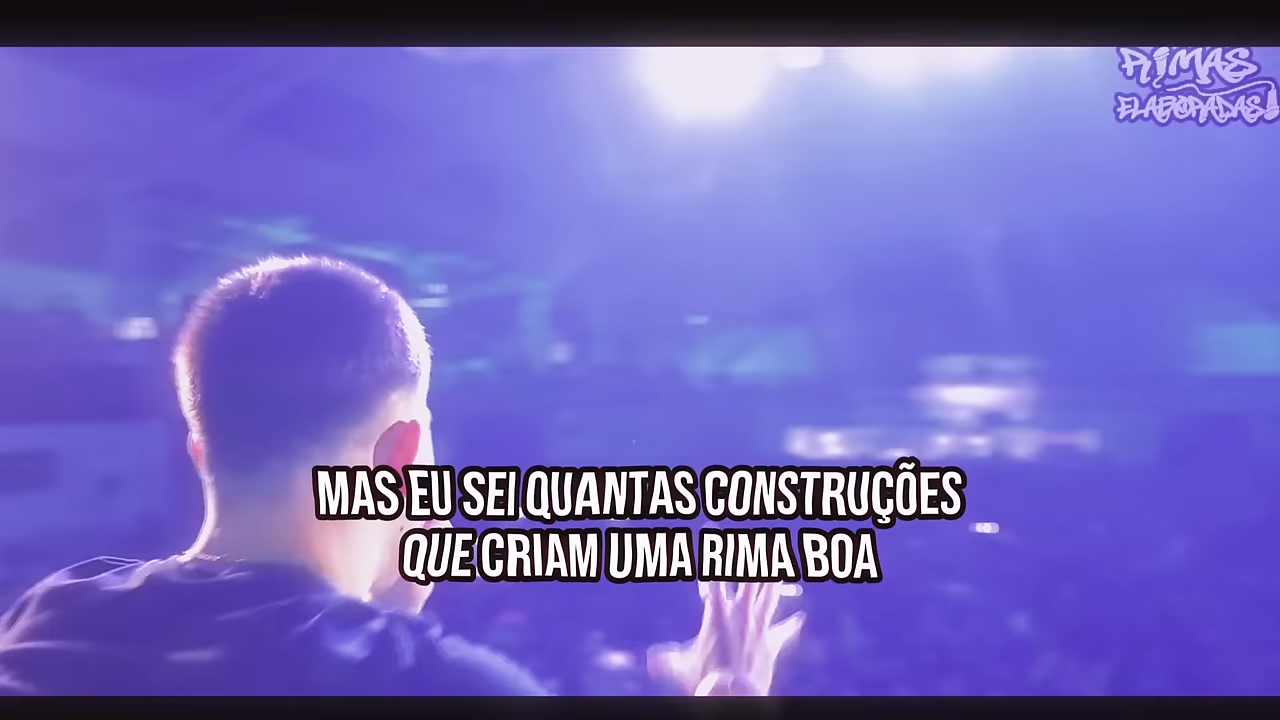 RIMAS
ELABORADAS!
MAS EU SEI QUANTAS CONSTRUÇÕES
QUE CRIAM UMA RIMA BOA